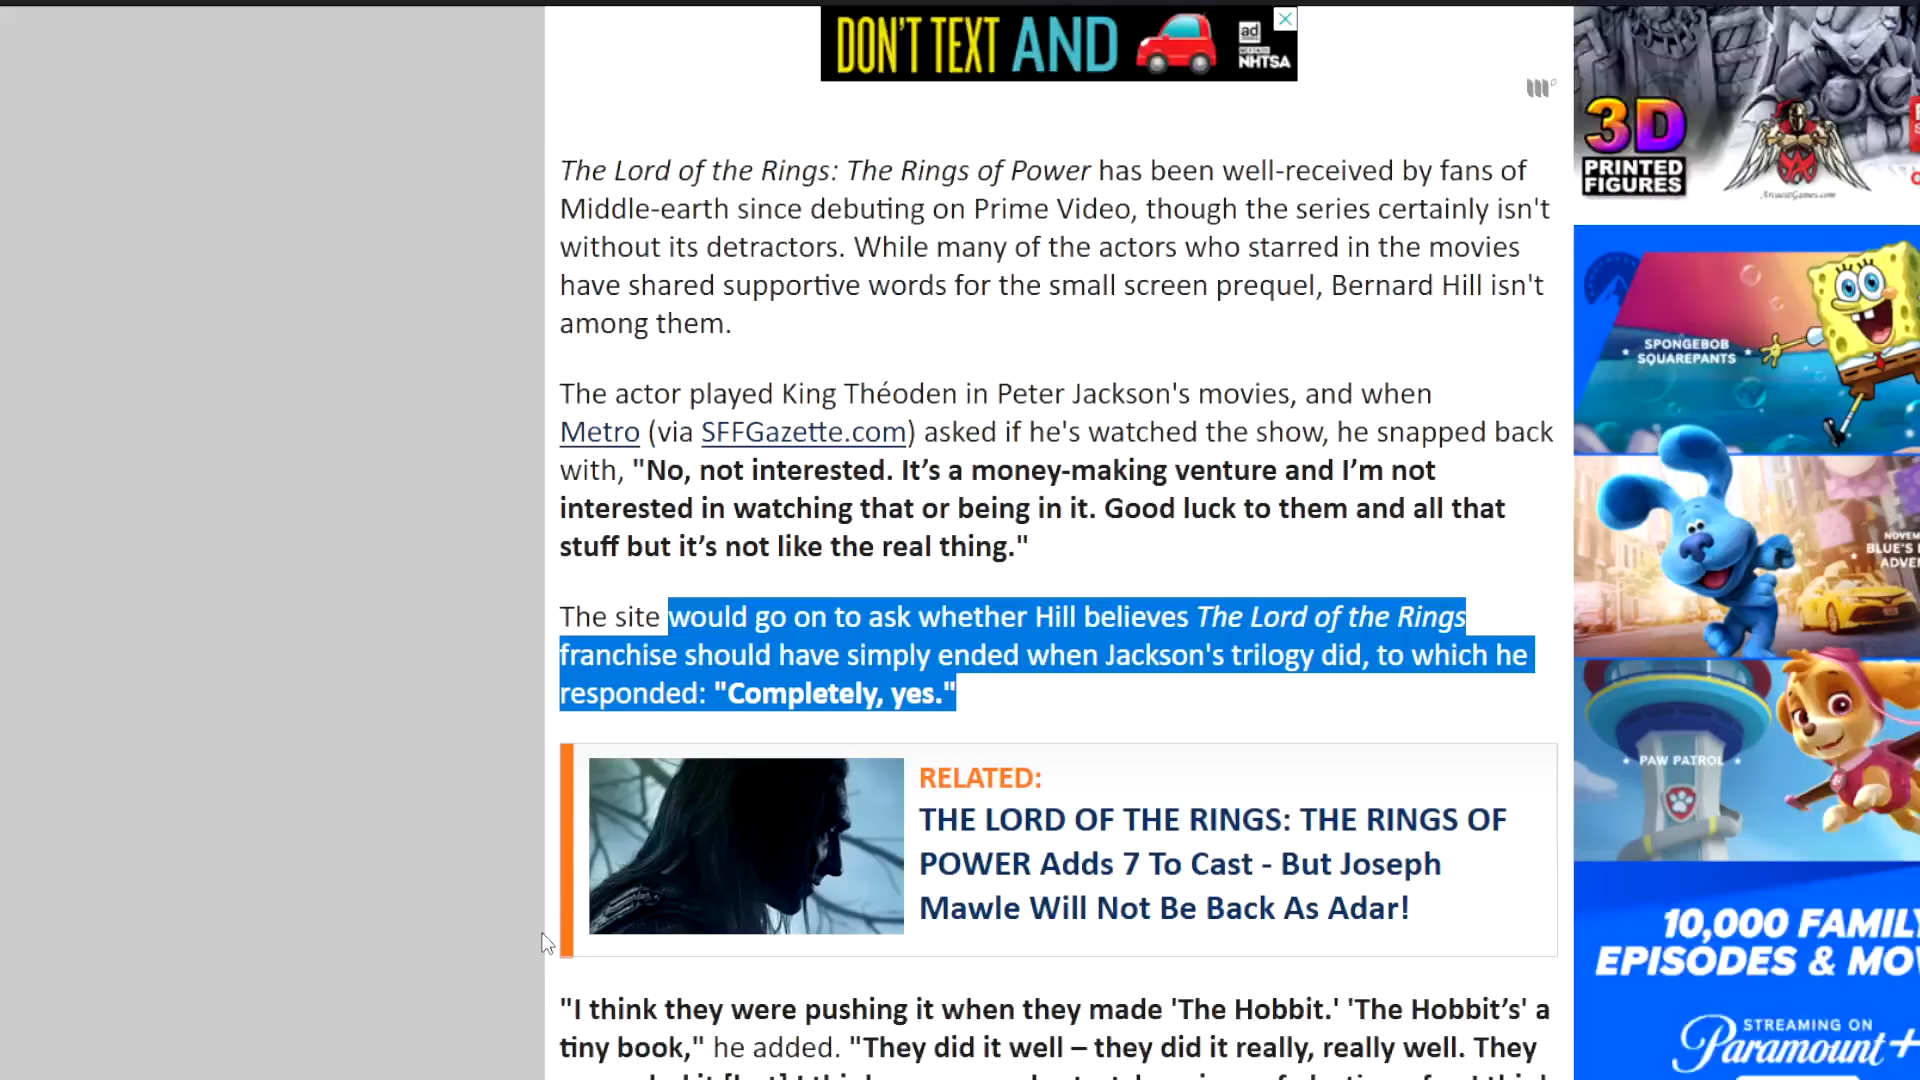 DON'T TEXT AND
ad
NHTSA
3D
PRINTED
FIGURES
The Lord of the Rings: The Rings of Power has been well-received by fans of
Middle-earth since debuting on Prime Video, though the series certainly isn't
without its detractors. While many of the actors who starred in the movies
have shared supportive words for the small screen prequel, Bernard Hill isn't
among them.
The actor played King Théoden in Peter Jackson's movies, and when
Metro (via SFFGazette.com) asked if he's watched the show, he snapped back
with, "No, not interested. It’s a money-making venture and I’m not
interested in watching that or being in it. Good luck to them and all that
stuff but it’s not like the real thing."
The site would go on to ask whether Hill believes The Lord of the Rings
franchise should have simply ended when Jackson's trilogy did, to which he
responded: "Completely, yes."
RELATED:
THE LORD OF THE RINGS: THE RINGS OF
POWER Adds 7 To Cast - But Joseph
Mawle Will Not Be Back As Adar!
"I think they were pushing it when they made 'The Hobbit.' 'The Hobbit’s' a
tiny book," he added. "They did it well – they did it really, really well. They
SPONGEBOB
SQUAREPANTS
BLUE'S
PAW PATROL
10,000
EPISODES &
STREAMING ON
Paramount+